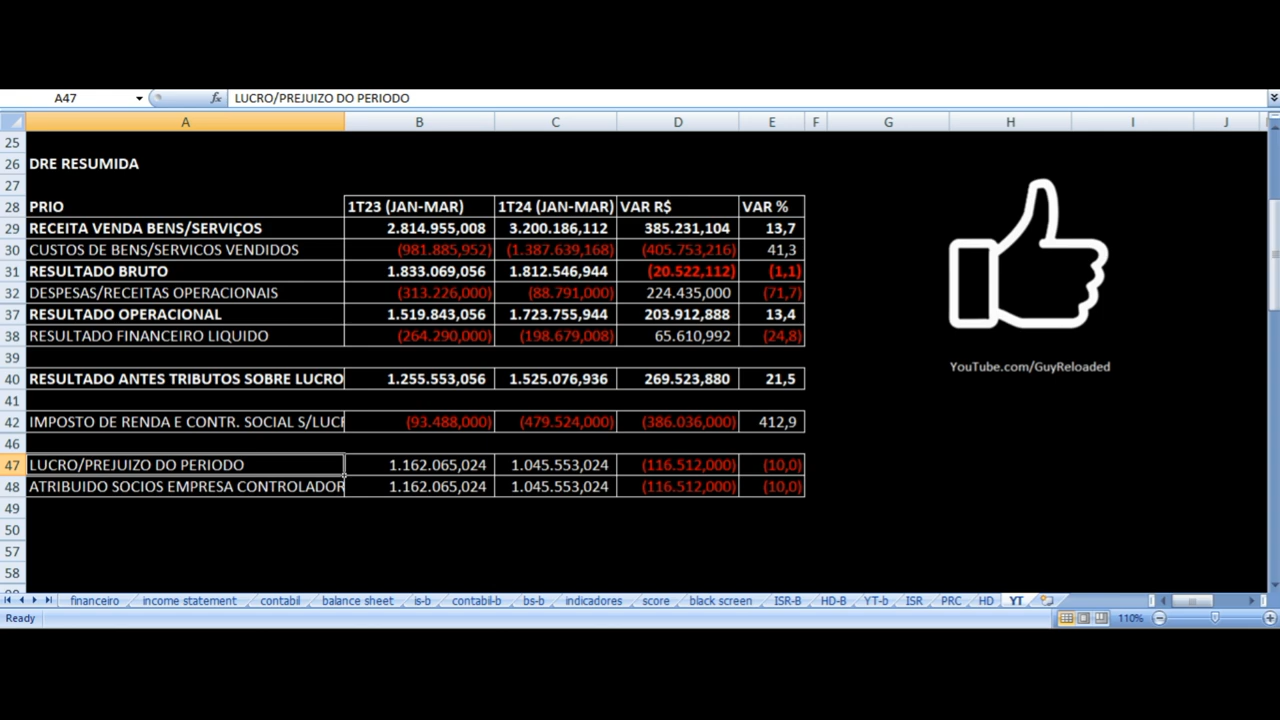 A47 fx LUCRO/PREJUIZO DO PERIODO
A B C D E F G H I J
25
26 DRE RESUMIDA
27
28 PRIO 1T23 (JAN-MAR) 1T24 (JAN-MAR) VAR R$ VAR %
29 RECEITA VENDA BENS/SERVIÇOS 2.814.955,008 3.200.186,112 385.231,104 13,7
30 CUSTOS DE BENS/SERVICOS VENDIDOS (981.885,952) (1.387.639,168) (405.753,216) 41,3
31 RESULTADO BRUTO 1.833.069,056 1.812.546,944 (20.522,112) (1,1)
32 DESPESAS/RECEITAS OPERACIONAIS (313.226,000) (88.791,000) 224.435,000 (71,7)
37 RESULTADO OPERACIONAL 1.519.843,056 1.723.755,944 203.912,888 13,4
38 RESULTADO FINANCEIRO LIQUIDO (264.290,000) (198.679,008) 65.610,992 (24,8)
YouTube.com/GuyReloaded
39
40 RESULTADO ANTES TRIBUTOS SOBRE LUCRO 1.255.553,056 1.525.076,936 269.523,880 21,5
41
42 IMPOSTO DE RENDA E CONTR. SOCIAL S/LUCR (93.488,000) (479.524,000) (386.036,000) 412,9
46
47 LUCRO/PREJUIZO DO PERIODO 1.162.065,024 1.045.553,024 (116.512,000) (10,0)
48 ATRIBUIDO SOCIOS EMPRESA CONTROLADOR 1.162.065,024 1.045.553,024 (116.512,000) (10,0)
49
50
57
58
financeiro income statement contabil balance sheet is-b contabil-b bs-b indicadores score black screen ISR-B HD-B YT-b ISR PRC HD YT
Ready 110%